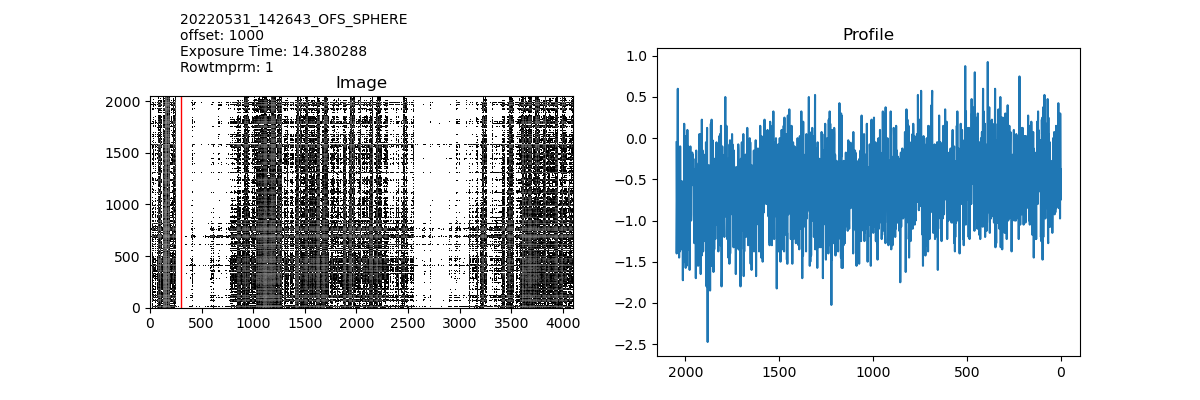 20220531_142643_OFS_SPHERE
offset: 1000
Exposure Time: 14.380288
Rowtmprm: 1
Image
2000
1500
1000
500
0
0 500 1000 1500 2000 2500 3000 3500 4000
Profile
1.0
0.5
0.0
−0.5
−1.0
−1.5
−2.0
−2.5
2000 1500 1000 500 0